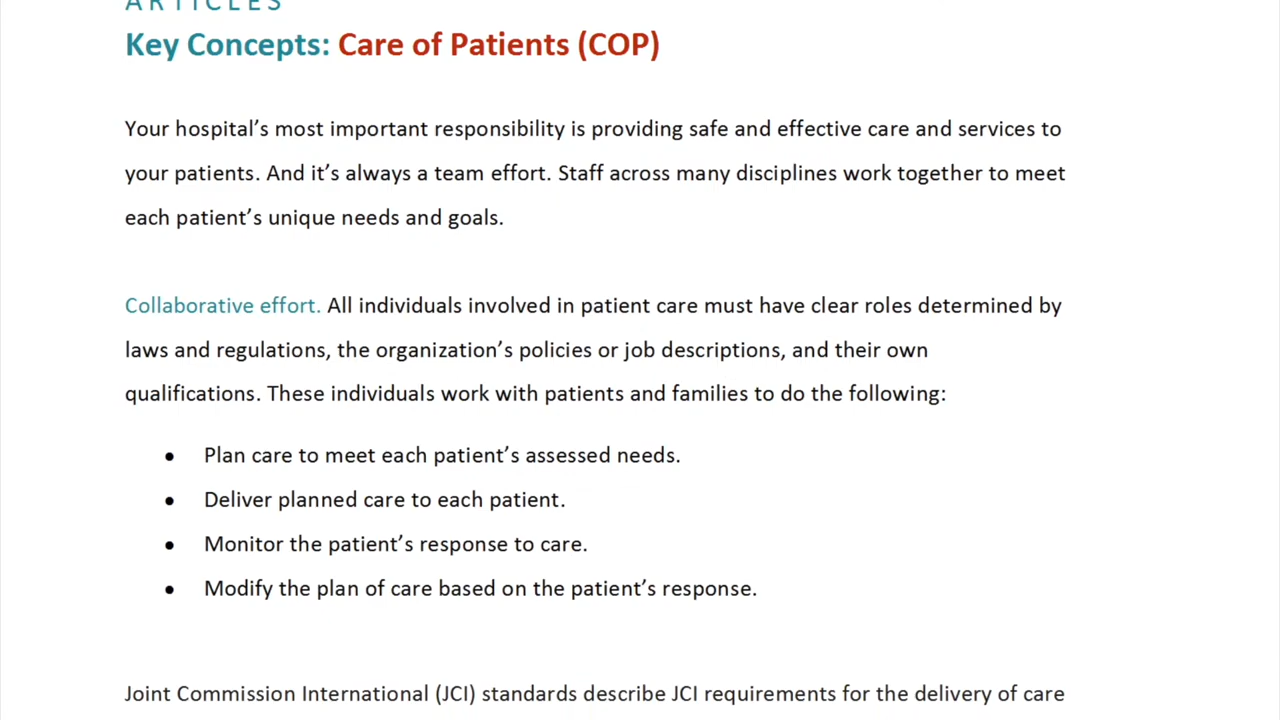 ARTICLES
Key Concepts: Care of Patients (COP)
Your hospital’s most important responsibility is providing safe and effective care and services to
your patients. And it’s always a team effort. Staff across many disciplines work together to meet
each patient’s unique needs and goals.
Collaborative effort. All individuals involved in patient care must have clear roles determined by
laws and regulations, the organization’s policies or job descriptions, and their own
qualifications. These individuals work with patients and families to do the following:
• Plan care to meet each patient’s assessed needs.
• Deliver planned care to each patient.
• Monitor the patient’s response to care.
• Modify the plan of care based on the patient’s response.
Joint Commission International (JCI) standards describe JCI requirements for the delivery of care